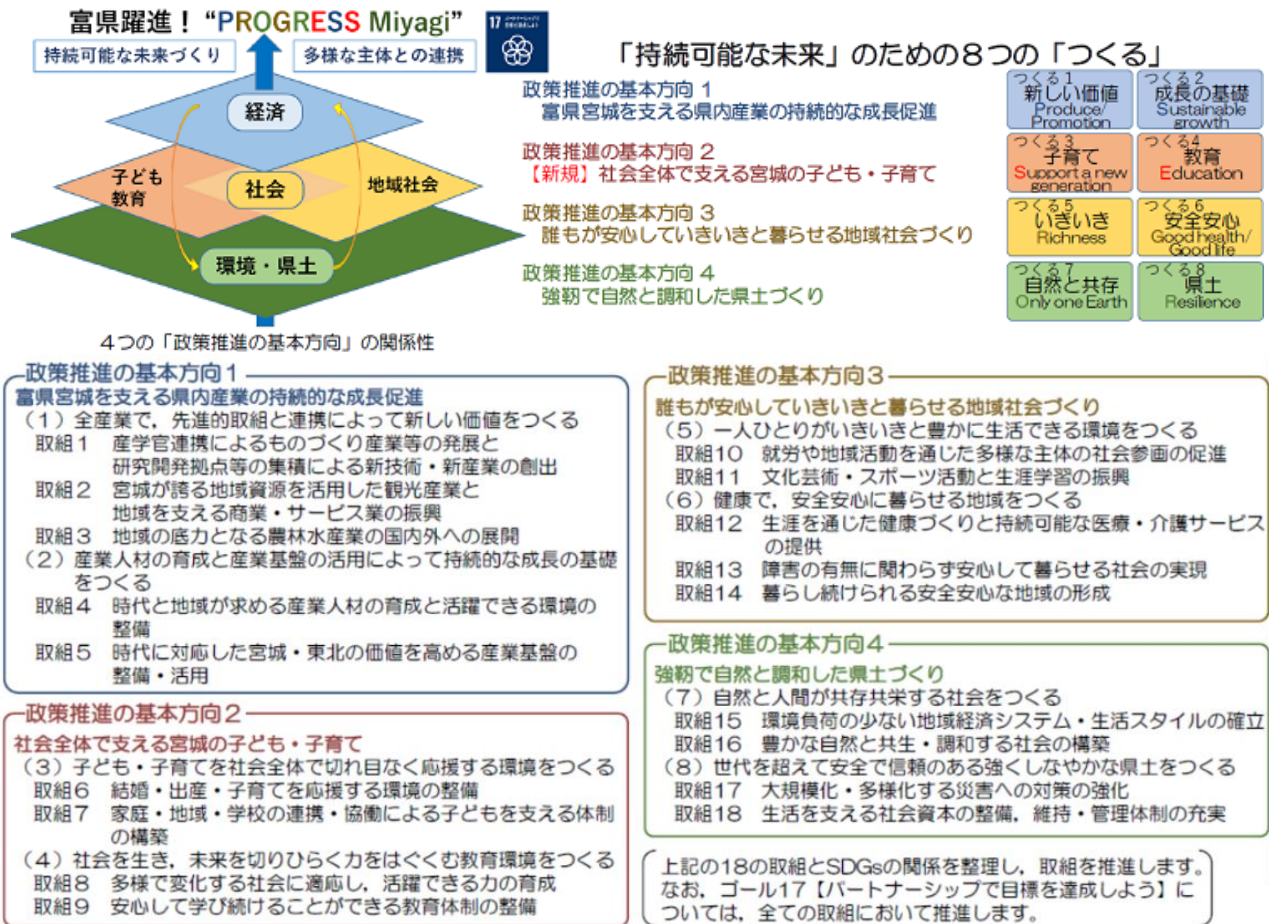 富県躍進！“PROGRESS Miyagi”
持続可能な未来づくり
多様な主体との連携
17 パートナーシップで
目標を達成しよう
経済
子ども
教育
社会
地域社会
環境・県土
4つの「政策推進の基本方向」の関係性
「持続可能な未来」のための8つの「つくる」
政策推進の基本方向1
富県宮城を支える県内産業の持続的な成長促進
政策推進の基本方向2
【新規】社会全体で支える宮城の子ども・子育て
政策推進の基本方向3
誰もが安心していきいきと暮らせる地域社会づくり
政策推進の基本方向4
強靭で自然と調和した県土づくり
つくる1
新しい価値
Produce/
Promotion
つくる2
成長の基礎
Sustainable
growth
つくる3
子育て
Support a new
generation
つくる4
教育
Education
つくる5
いきいき
Richness
つくる6
安全安心
Good health/
Good life
つくる7
自然と共存
Only one Earth
つくる8
県土
Resilience
政策推進の基本方向1
富県宮城を支える県内産業の持続的な成長促進
（1）全産業で，先進的取組と連携によって新しい価値をつくる
取組1 産学官連携によるものづくり産業等の発展と
研究開発拠点等の集積による新技術・新産業の創出
取組2 宮城が誇る地域資源を活用した観光産業と
地域を支える商業・サービス業の振興
取組3 地域の底力となる農林水産業の国内外への展開
（2）産業人材の育成と産業基盤の活用によって持続的な成長の基礎
をつくる
取組4 時代と地域が求める産業人材の育成と活躍できる環境の
整備
取組5 時代に対応した宮城・東北の価値を高める産業基盤の
整備・活用
政策推進の基本方向2
社会全体で支える宮城の子ども・子育て
（3）子ども・子育てを社会全体で切れ目なく応援する環境をつくる
取組6 結婚・出産・子育てを応援する環境の整備
取組7 家庭・地域・学校の連携・協働による子どもを支える体制
の構築
（4）社会を生き，未来を切りひらく力をはぐくむ教育環境をつくる
取組8 多様で変化する社会に適応し，活躍できる力の育成
取組9 安心して学び続けることができる教育体制の整備
政策推進の基本方向3
誰もが安心していきいきと暮らせる地域社会づくり
（5）一人ひとりがいきいきと豊かに生活できる環境をつくる
取組10 就労や地域活動を通じた多様な主体の社会参画の促進
取組11 文化芸術・スポーツ活動と生涯学習の振興
（6）健康で，安全安心に暮らせる地域をつくる
取組12 生涯を通じた健康づくりと持続可能な医療・介護サービス
の提供
取組13 障害の有無に関わらず安心して暮らせる社会の実現
取組14 暮らし続けられる安全安心な地域の形成
政策推進の基本方向4
強靭で自然と調和した県土づくり
（7）自然と人間が共存共栄する社会をつくる
取組15 環境負荷の少ない地域経済システム・生活スタイルの確立
取組16 豊かな自然と共生・調和する社会の構築
（8）世代を超えて安全で信頼のある強くしなやかな県土をつくる
取組17 大規模化・多様化する災害への対策の強化
取組18 生活を支える社会資本の整備，維持・管理体制の充実
上記の18の取組とSDGsの関係を整理し，取組を推進します。
なお，ゴール17【パートナーシップで目標を達成しよう】に
ついては，全ての取組において推進します。